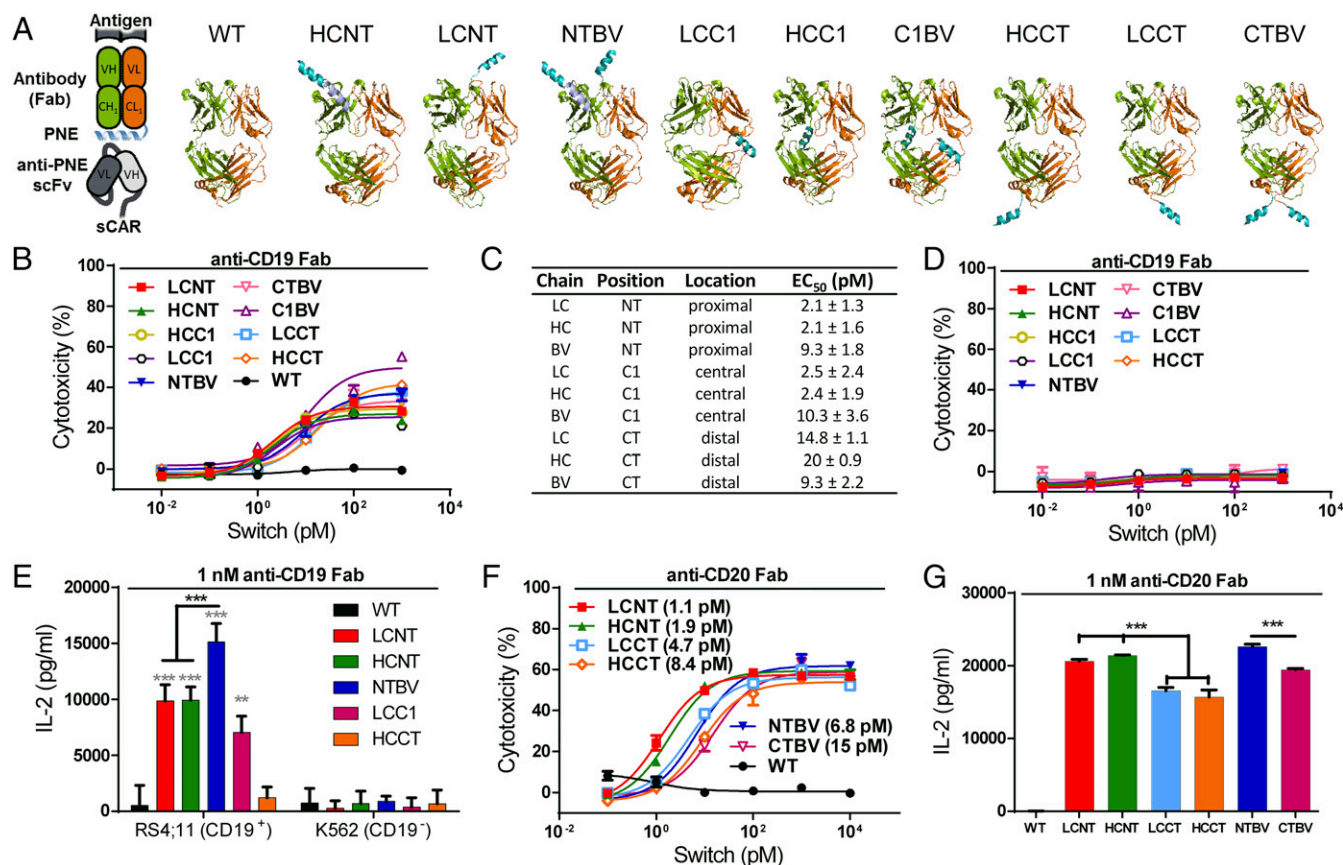 A
Antigen
Antibody
(Fab)
VH VL
CH1 CL1
PNE
anti-PNE
scFv
VL VH
sCAR
WT HCNT LCNT NTBV LCC1 HCC1 C1BV HCCT LCCT CTBV
B
anti-CD19 Fab
Cytotoxicity (%)
100
80
60
40
20
0
LCNT CTBV
HCNT C1BV
HCC1 LCCT
LCC1 HCCT
NTBV WT
10-2 100 102 104
Switch (pM)
C
Chain Position Location EC50 (pM)
LC NT proximal 2.1 ± 1.3
HC NT proximal 2.1 ± 1.6
BV NT proximal 9.3 ± 1.8
LC C1 central 2.5 ± 2.4
HC C1 central 2.4 ± 1.9
BV C1 central 10.3 ± 3.6
LC CT distal 14.8 ± 1.1
HC CT distal 20 ± 0.9
BV CT distal 9.3 ± 2.2
D
anti-CD19 Fab
Cytotoxicity (%)
100
80
60
40
20
0
LCNT CTBV
HCNT C1BV
HCC1 LCCT
LCC1 HCCT
NTBV
10-2 100 102 104
Switch (pM)
E
1 nM anti-CD19 Fab
IL-2 (pg/ml)
20000
15000
10000
5000
0
***
***
*** ***
**
WT
LCNT
HCNT
NTBV
LCC1
HCCT
RS4;11 (CD19+) K562 (CD19-)
F
anti-CD20 Fab
Cytotoxicity (%)
100
80
60
40
20
0
LCNT (1.1 pM)
HCNT (1.9 pM)
LCCT (4.7 pM)
HCCT (8.4 pM)
NTBV (6.8 pM)
CTBV (15 pM)
WT
10-2 100 102 104
Switch (pM)
G
1 nM anti-CD20 Fab
IL-2 (pg/ml)
30000
20000
10000
0
*** ***
WT LCNT HCNT LCCT HCCT NTBV CTBV